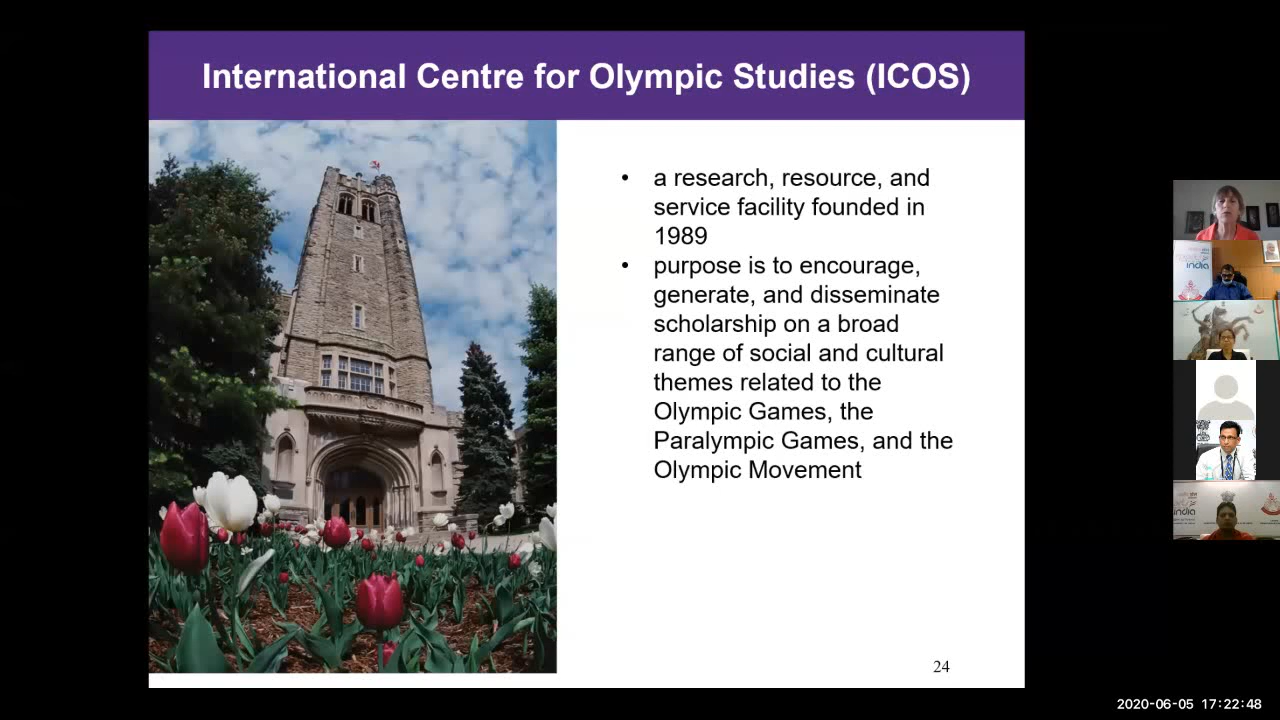 International Centre for Olympic Studies (ICOS)
• a research, resource, and
service facility founded in
1989
• purpose is to encourage,
generate, and disseminate
scholarship on a broad
range of social and cultural
themes related to the
Olympic Games, the
Paralympic Games, and the
Olympic Movement
24
india
india
2020-06-05 17:22:48